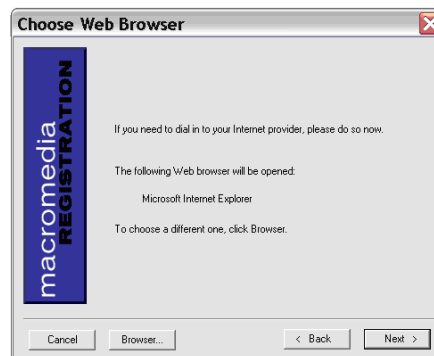 Choose Web Browser
macromedia
REGISTRATION
If you need to dial in to your Internet provider, please do so now.
The following Web browser will be opened:
Microsoft Internet Explorer
To choose a different one, click Browser.
Cancel
Browser...
< Back
Next >